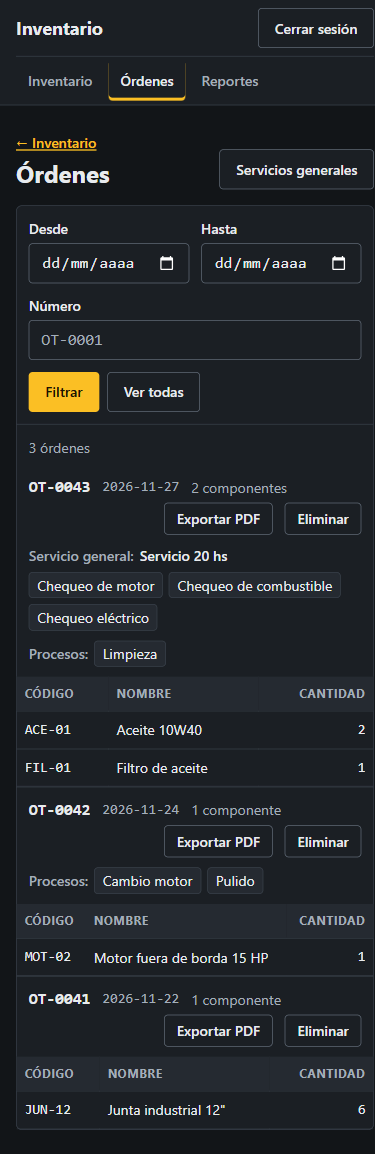 Inventario
Cerrar sesión
Inventario Órdenes Reportes
← Inventario
Órdenes
Servicios generales
Desde Hasta
dd/mm/aaaa dd/mm/aaaa
Número
OT-0001
Filtrar Ver todas
3 órdenes
OT-0043 2026-11-27 2 componentes
Exportar PDF Eliminar
Servicio general: Servicio 20 hs
Chequeo de motor Chequeo de combustible
Chequeo eléctrico
Procesos: Limpieza
CÓDIGO NOMBRE CANTIDAD
ACE-01 Aceite 10W40 2
FIL-01 Filtro de aceite 1
OT-0042 2026-11-24 1 componente
Exportar PDF Eliminar
Procesos: Cambio motor Pulido
CÓDIGO NOMBRE CANTIDAD
MOT-02 Motor fuera de borda 15 HP 1
OT-0041 2026-11-22 1 componente
Exportar PDF Eliminar
CÓDIGO NOMBRE CANTIDAD
JUN-12 Junta industrial 12" 6